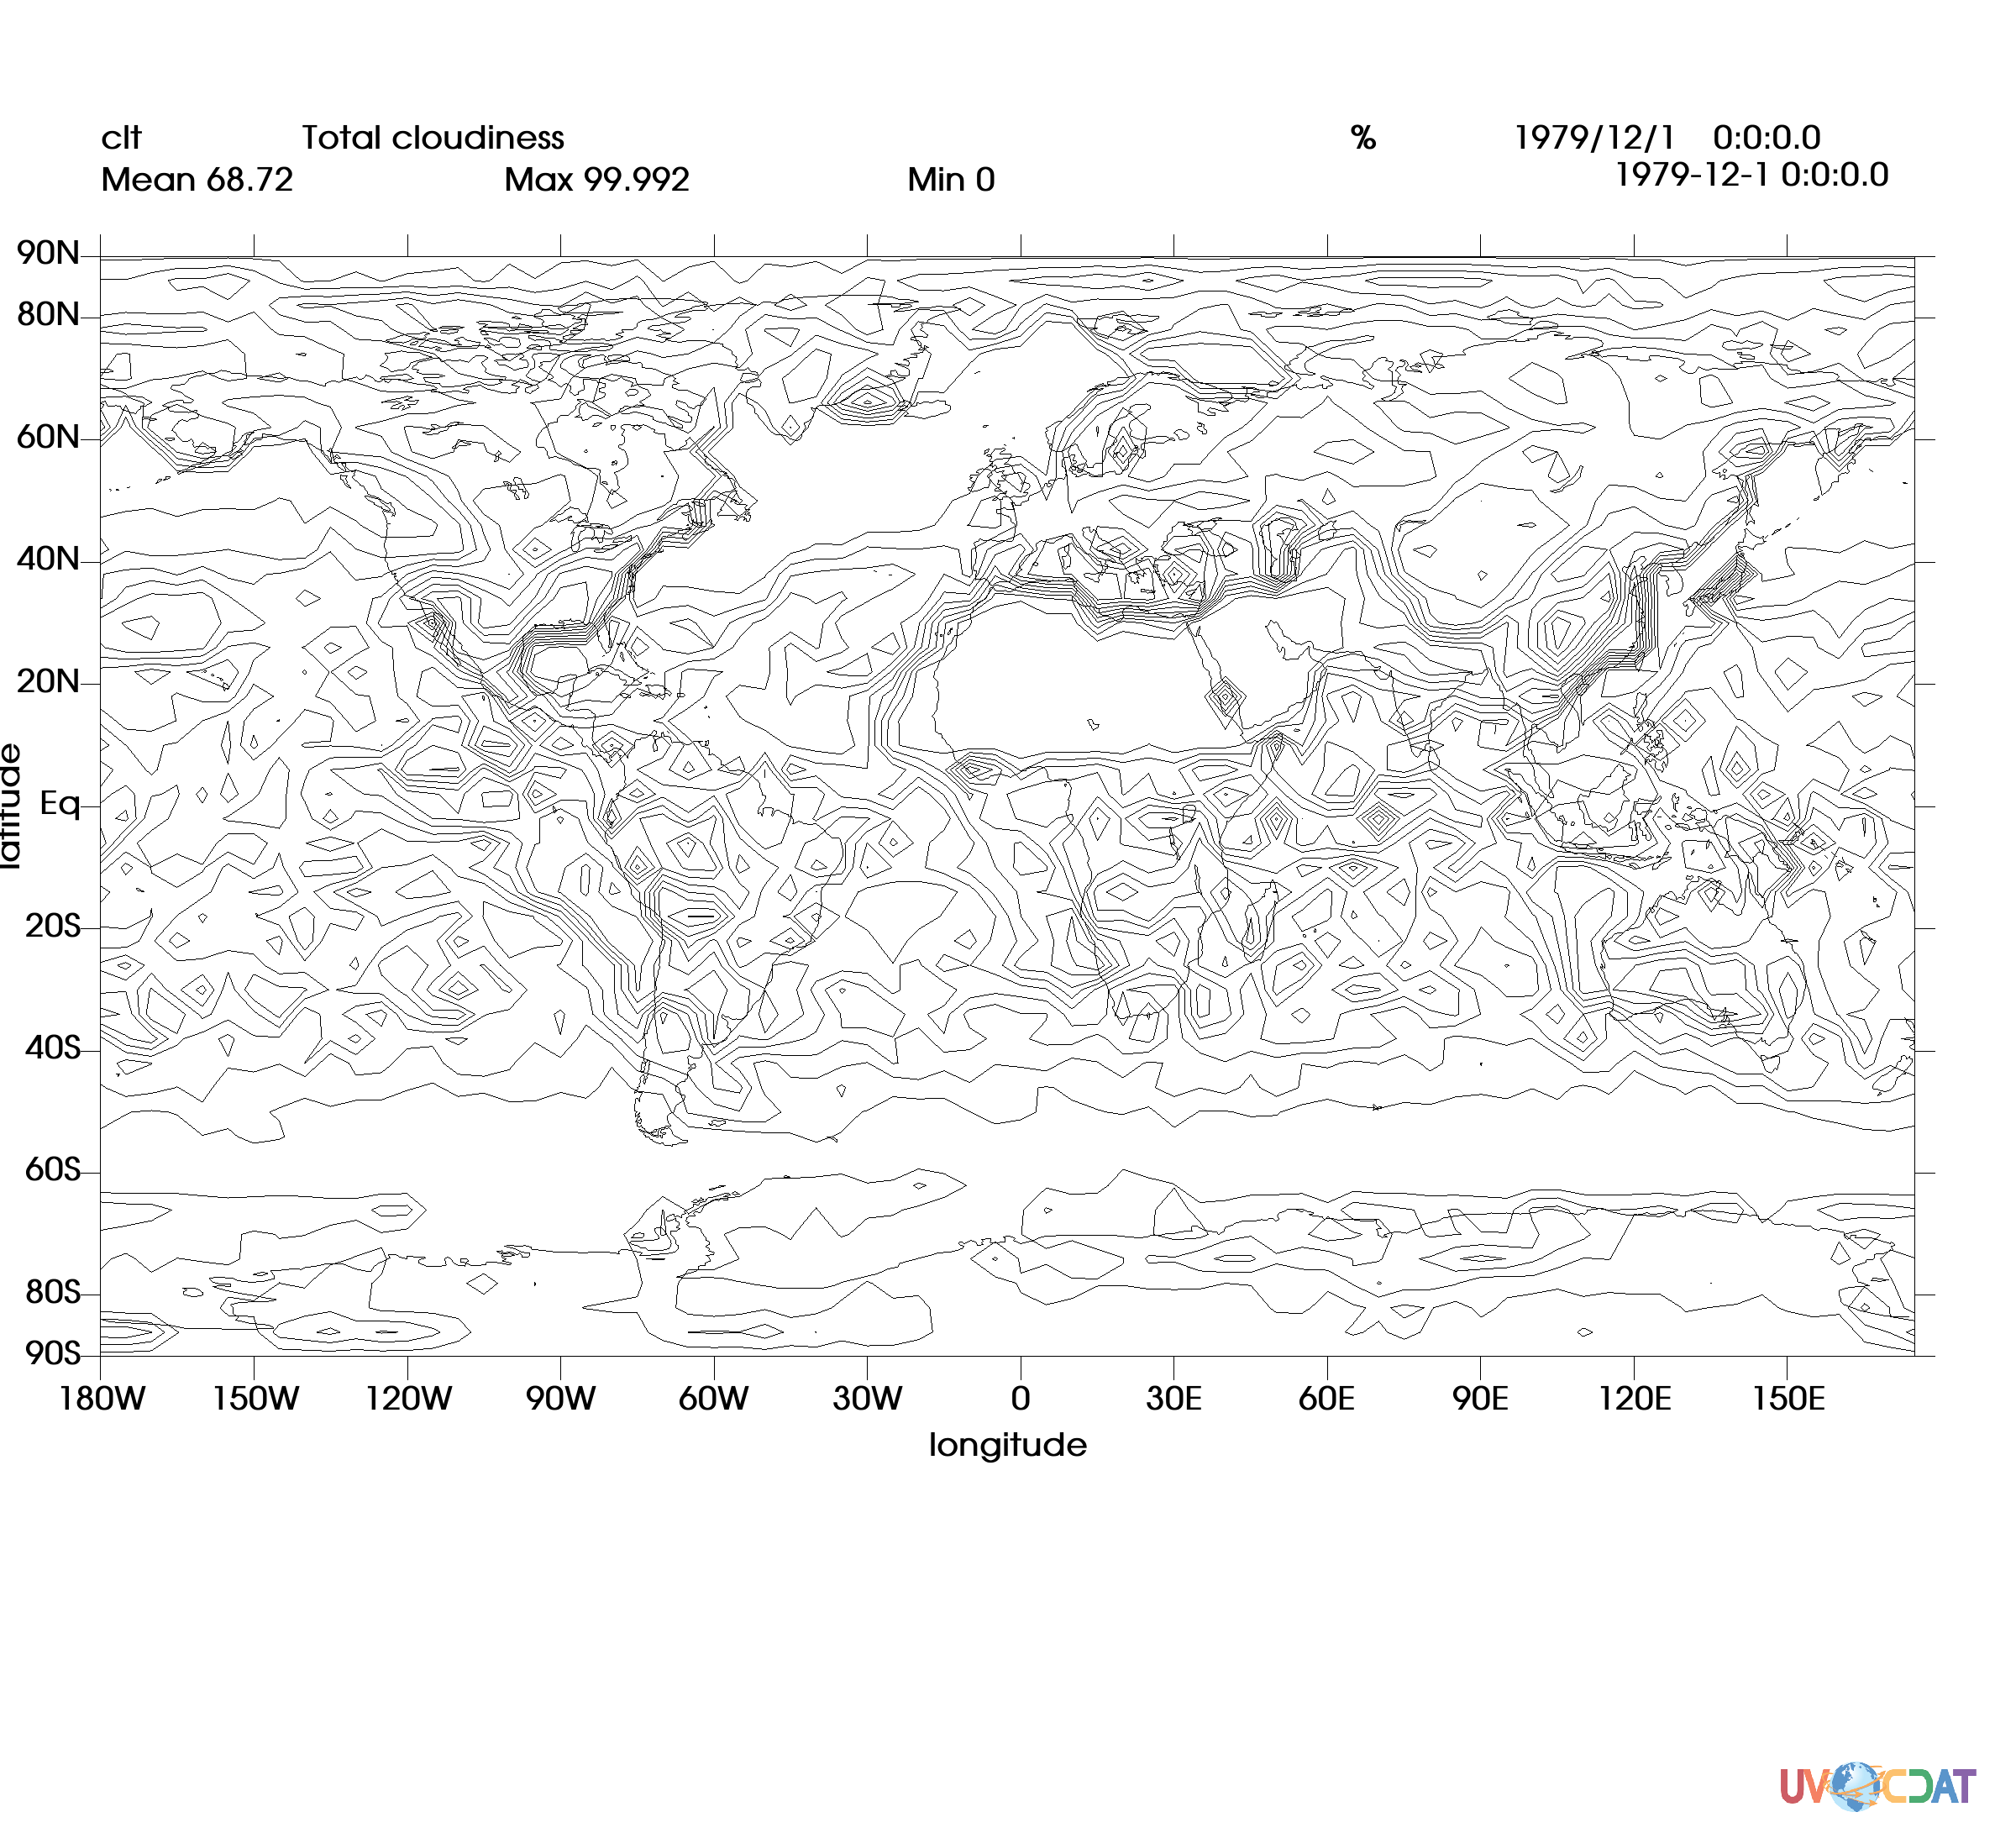 clt Total cloudiness % 1979/12/1 0:0:0.0
Mean 68.72 Max 99.992 Min 0 1979-12-1 0:0:0.0
90N
80N
60N
40N
20N
Eq
20S
40S
60S
80S
90S
latitude
180W 150W 120W 90W 60W 30W 0 30E 60E 90E 120E 150E
longitude
UV CDAT